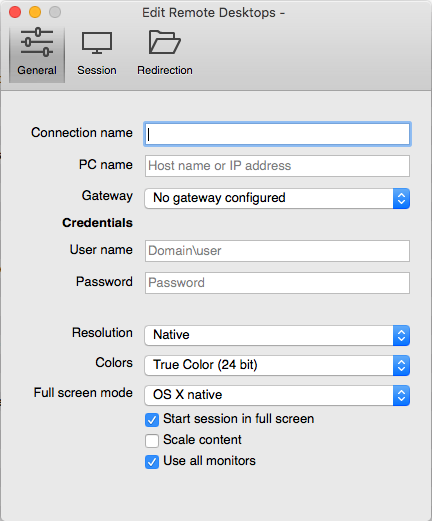 Edit Remote Desktops -
General Session Redirection
Connection name
PC name Host name or IP address
Gateway No gateway configured
Credentials
User name Domain\user
Password Password
Resolution Native
Colors True Color (24 bit)
Full screen mode OS X native
Start session in full screen
Scale content
Use all monitors